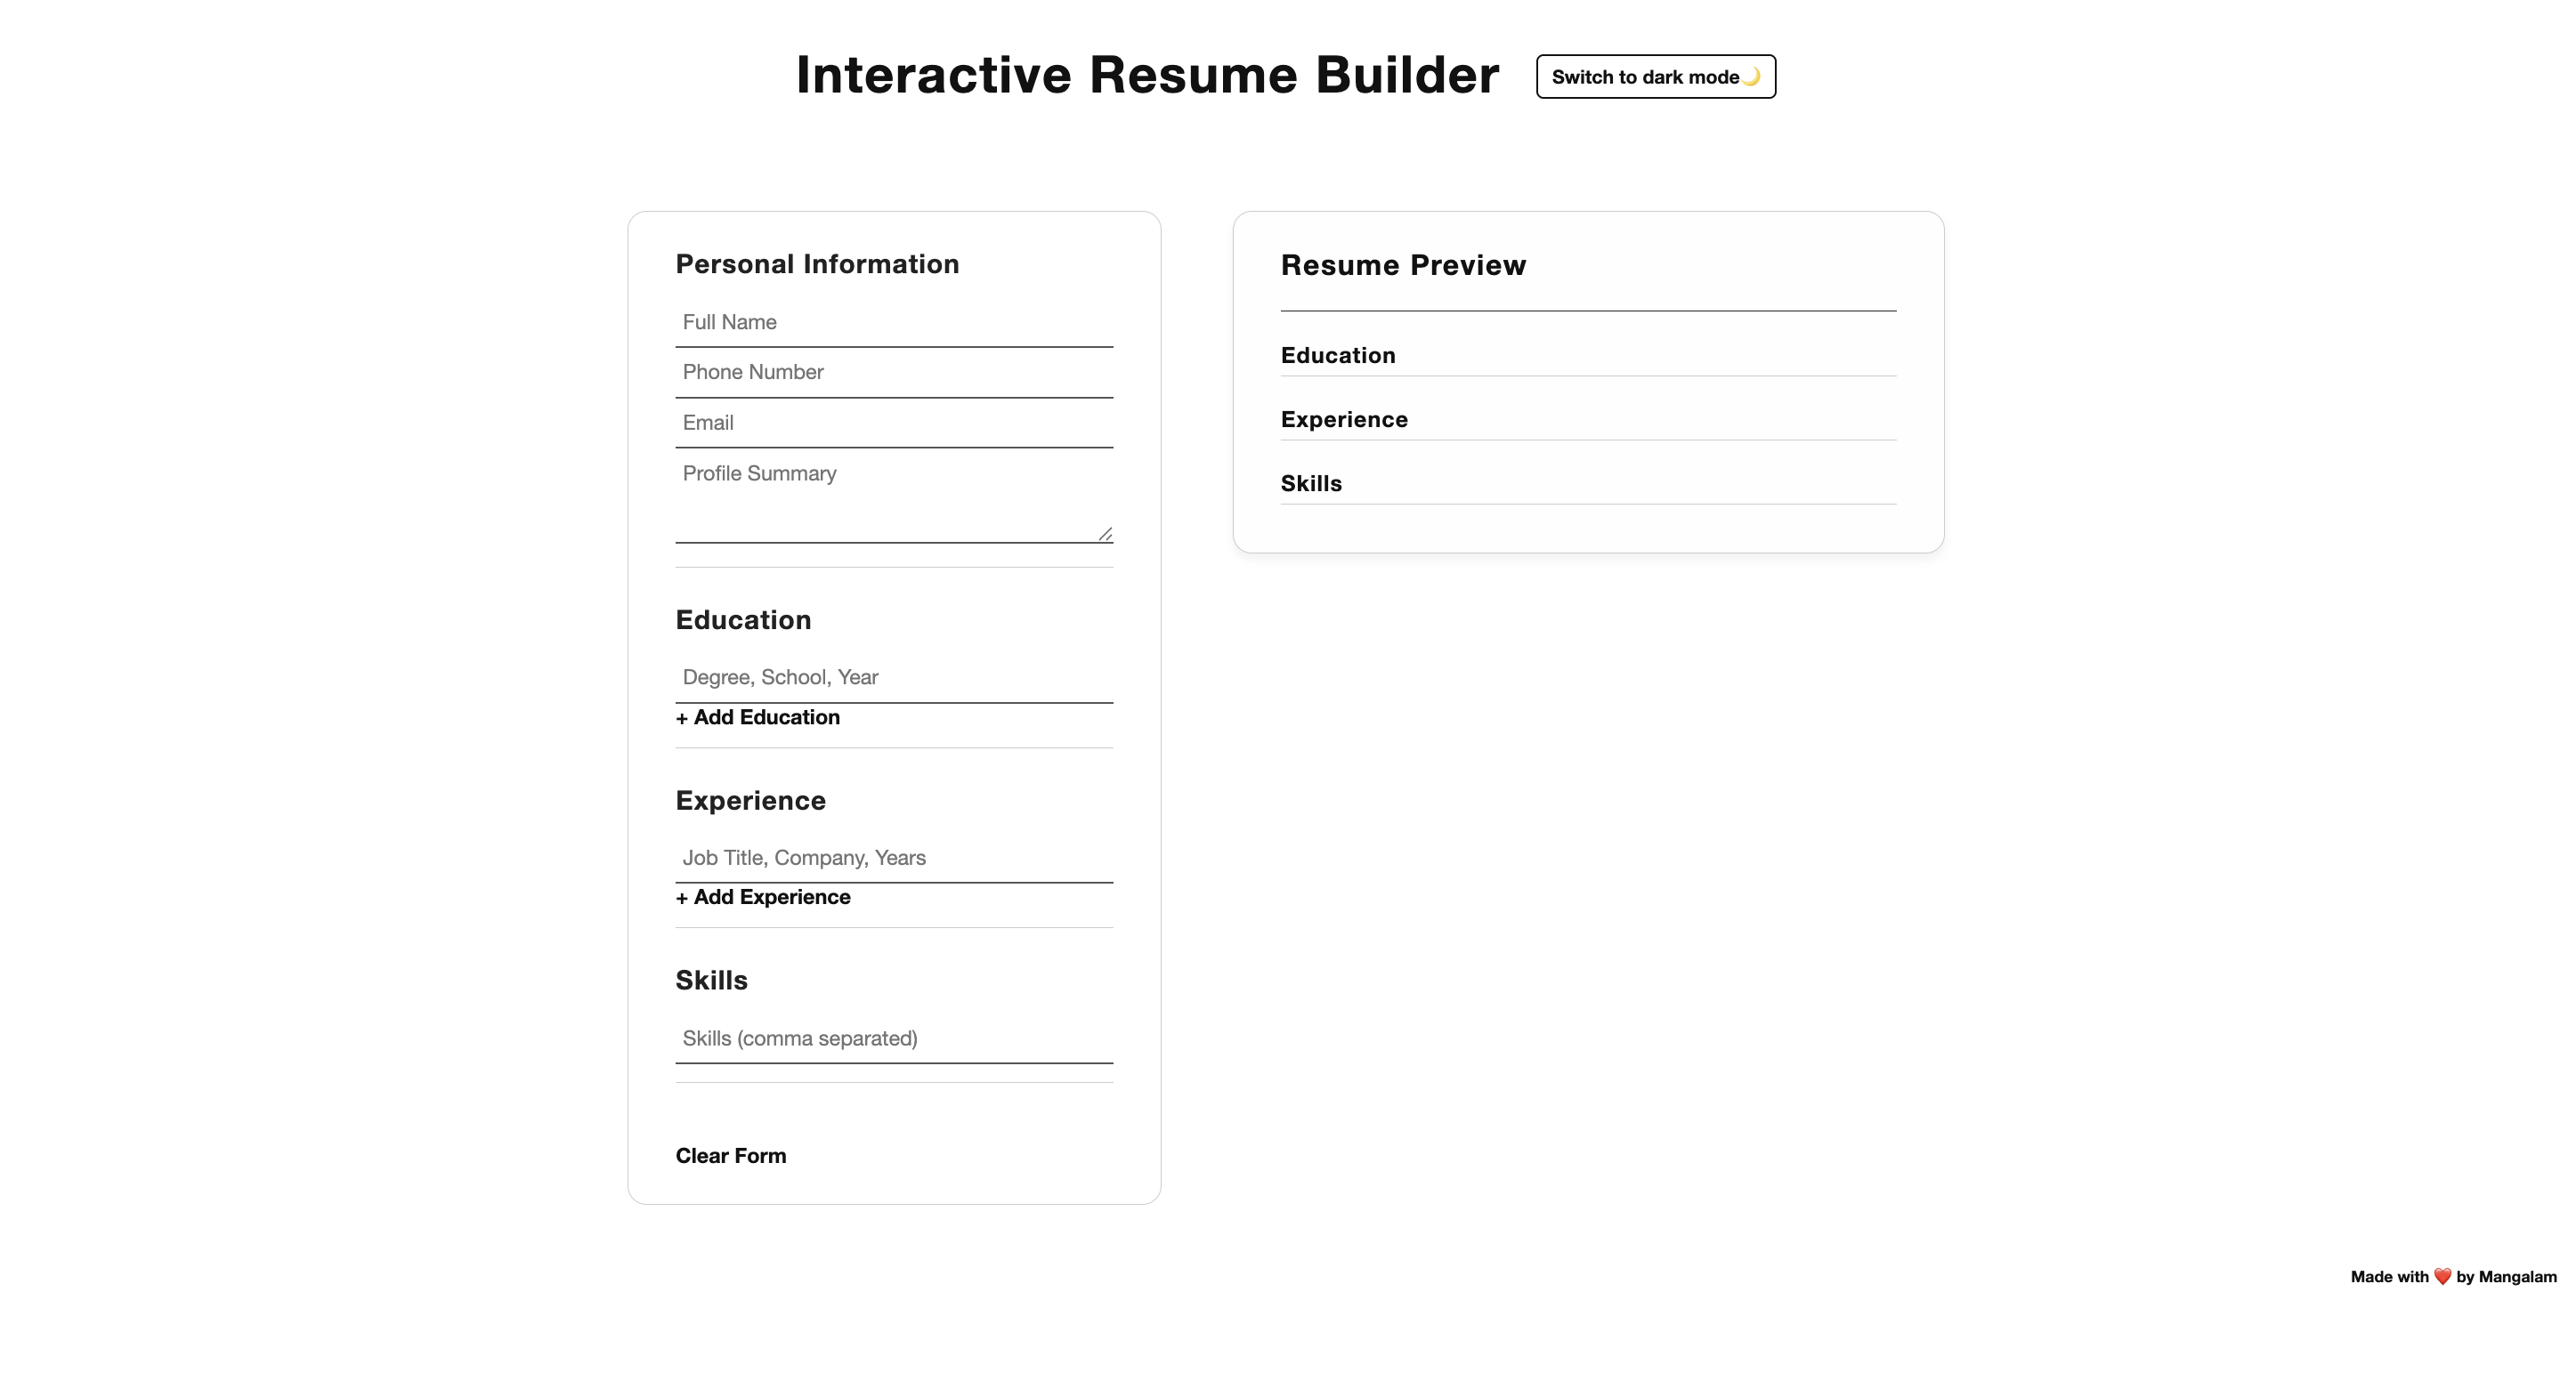 Interactive Resume Builder
Switch to dark mode🌙
Personal Information
Full Name
Phone Number
Email
Profile Summary
Education
Degree, School, Year
+ Add Education
Experience
Job Title, Company, Years
+ Add Experience
Skills
Skills (comma separated)
Clear Form
Resume Preview
Education
Experience
Skills
Made with ❤️ by Mangalam